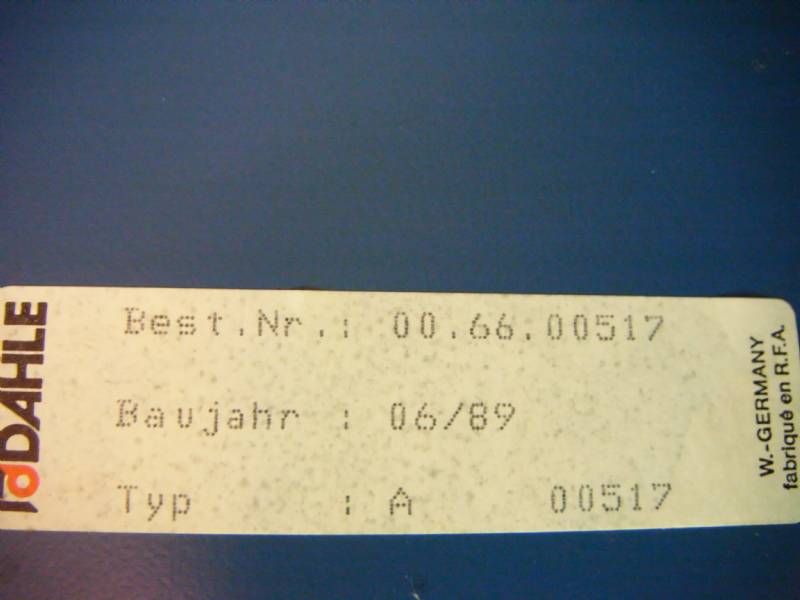 DAHLE
Best.Nr.: 00.66.00517
Baujahr : 06/89
Typ : A 00517
W.-GERMANY
fabriqué en R.F.A.